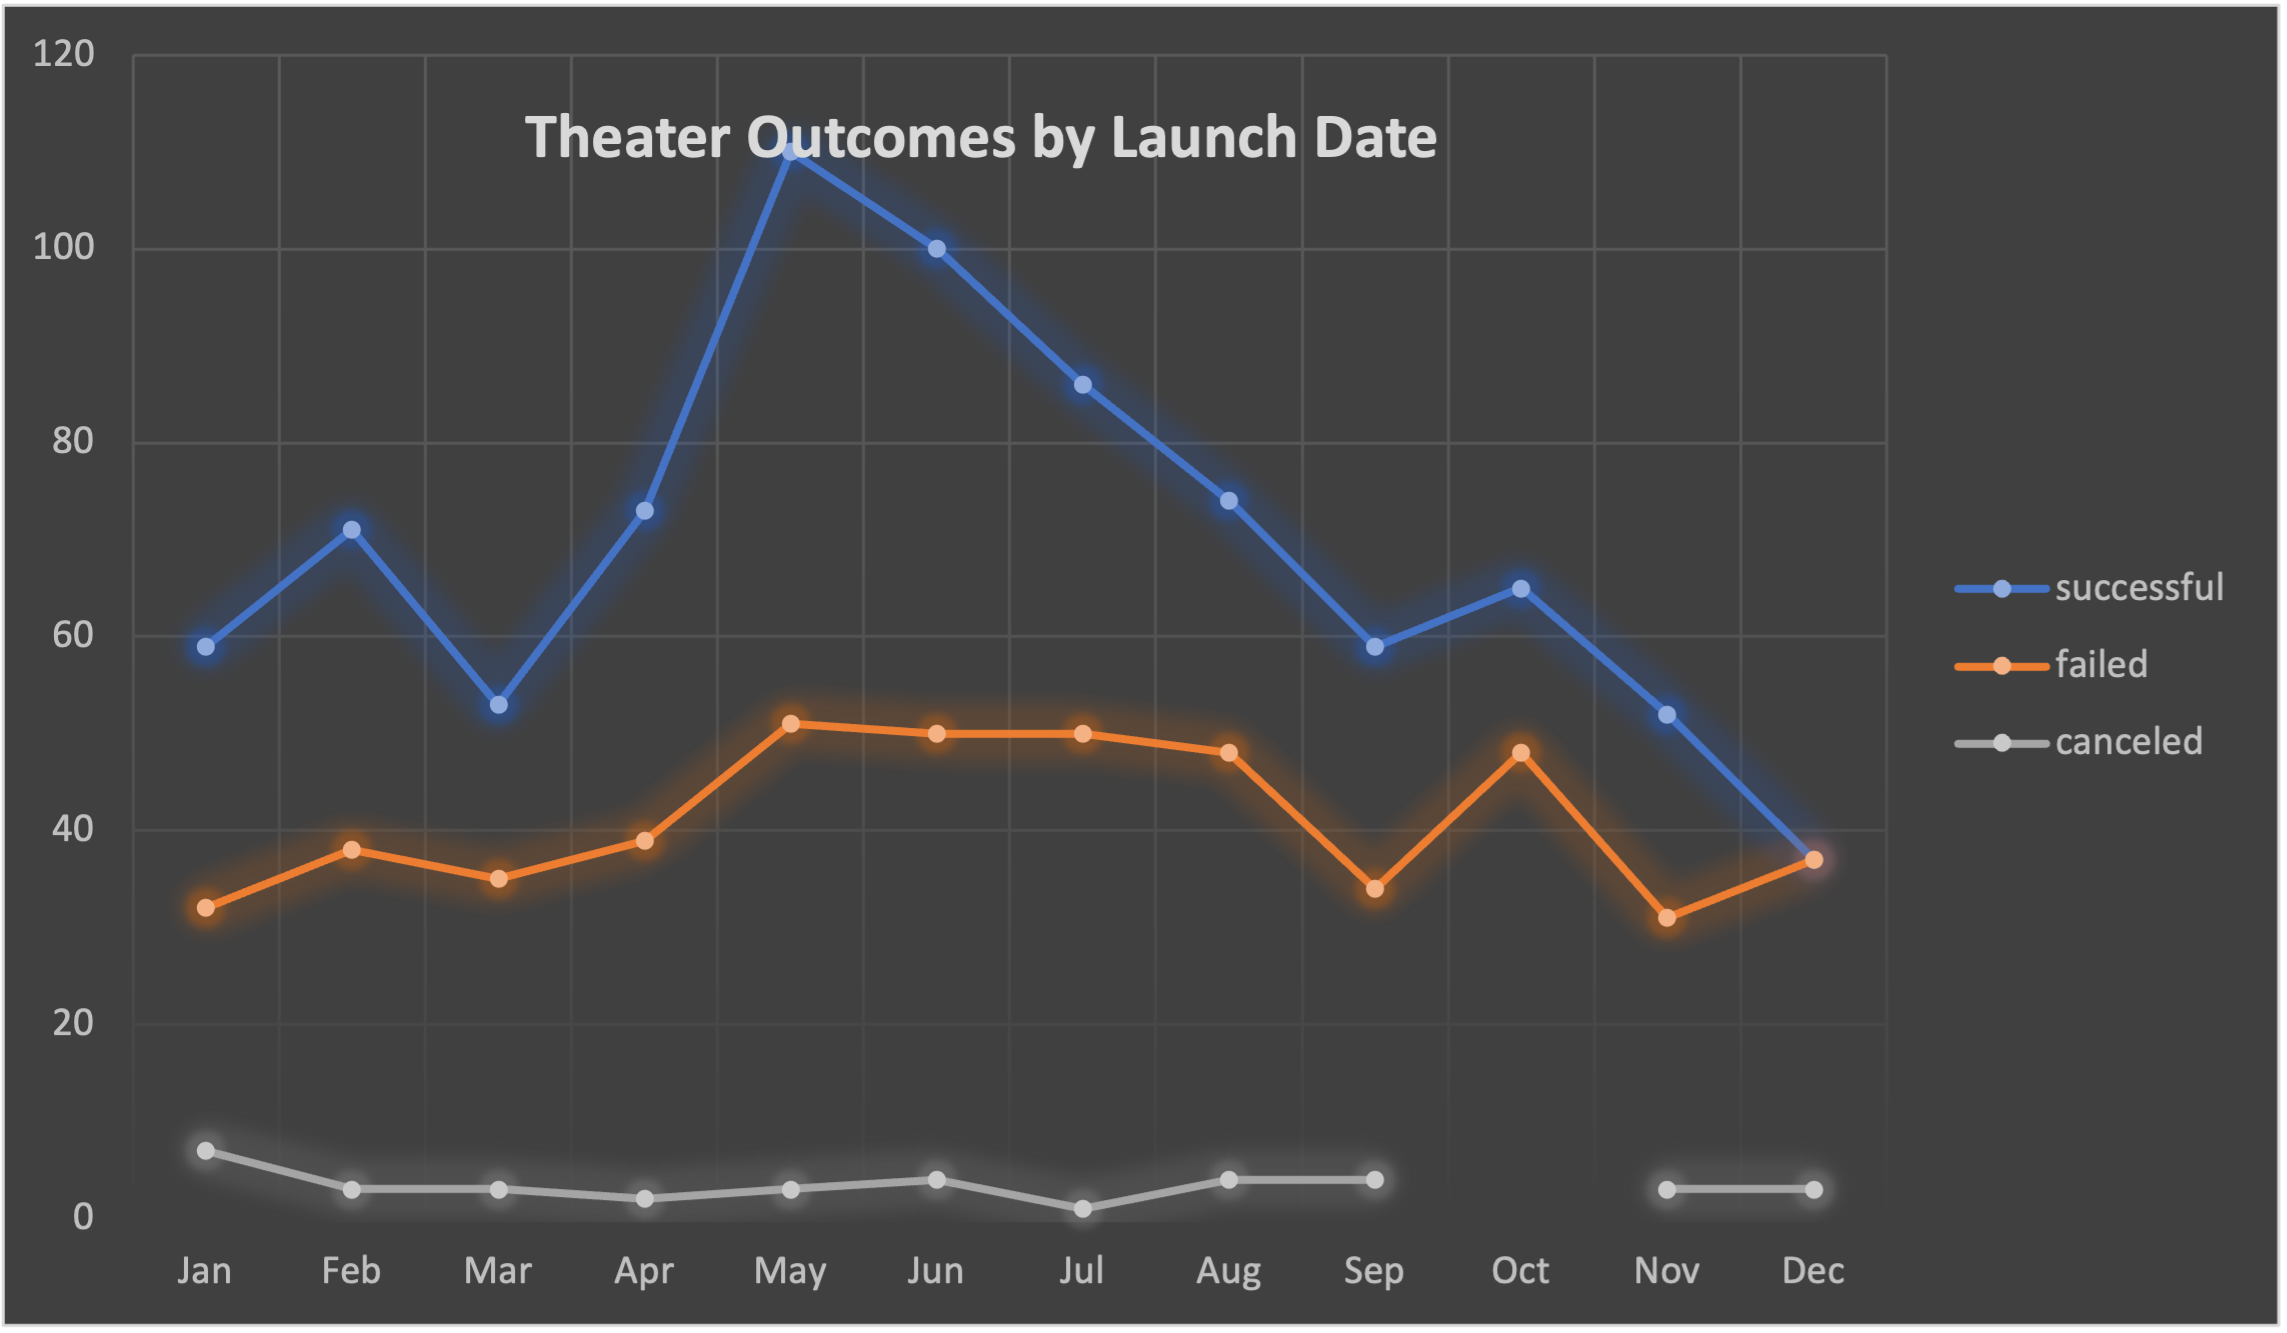 Theater Outcomes by Launch Date
120
100
80
60
40
20
0
Jan Feb Mar Apr May Jun Jul Aug Sep Oct Nov Dec
successful
failed
canceled